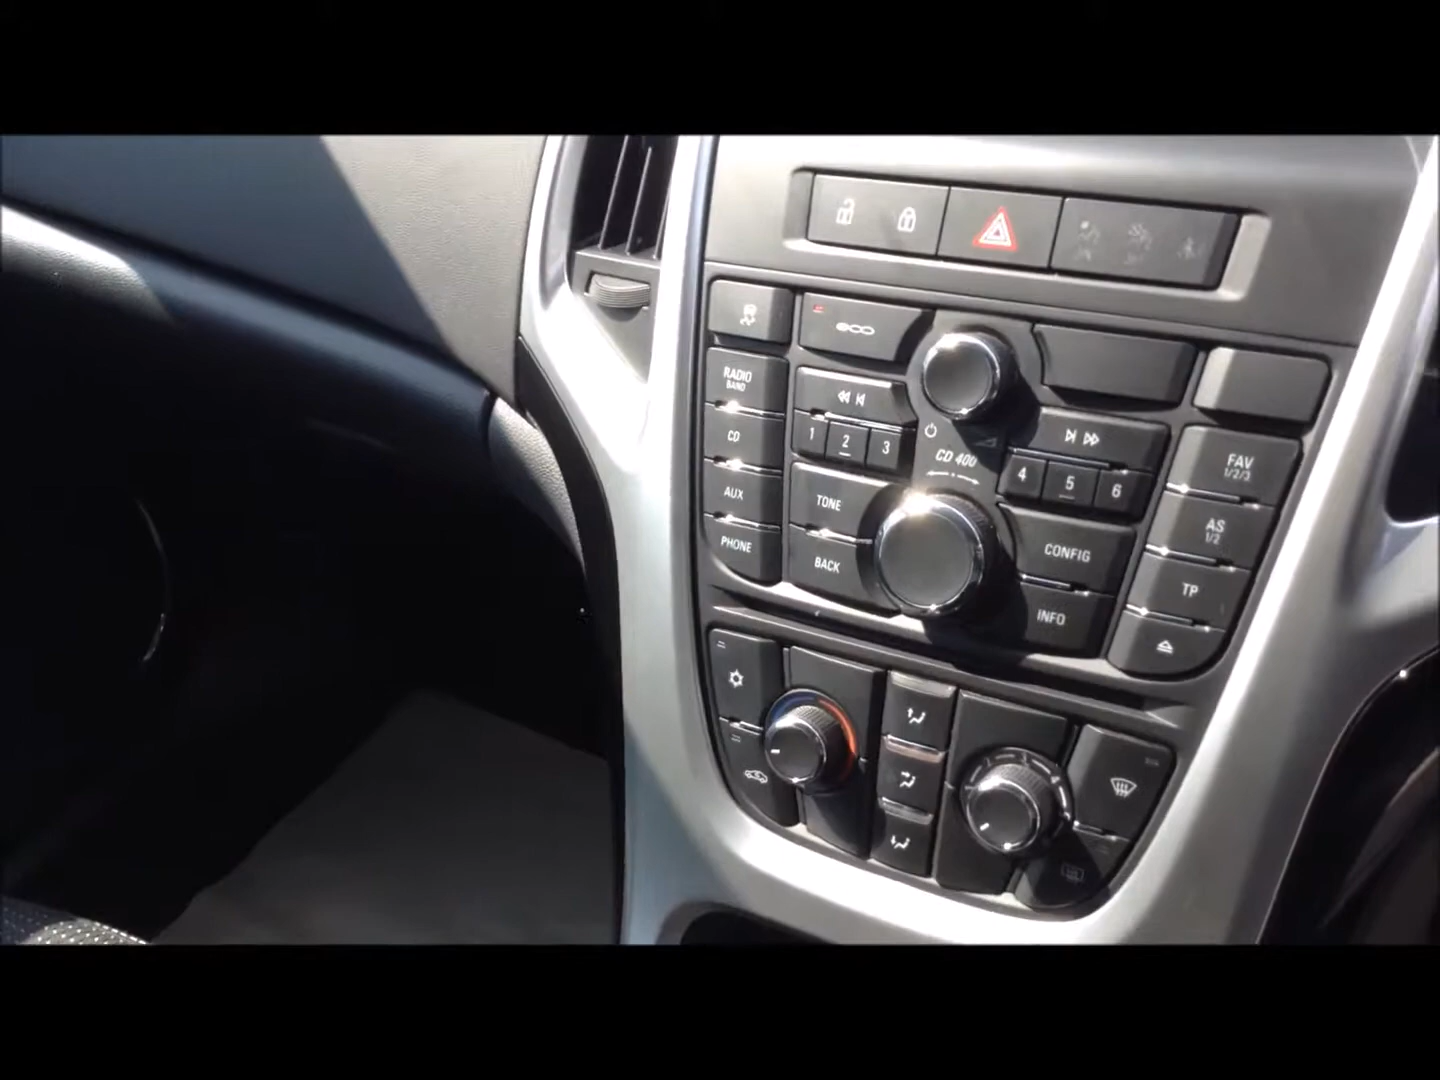 eco
RADIO
BAND
CD
AUX
PHONE
1
2
3
TONE
BACK
CD 400
4
5
6
CONFIG
INFO
FAV
1/2/3
AS
1/2
TP